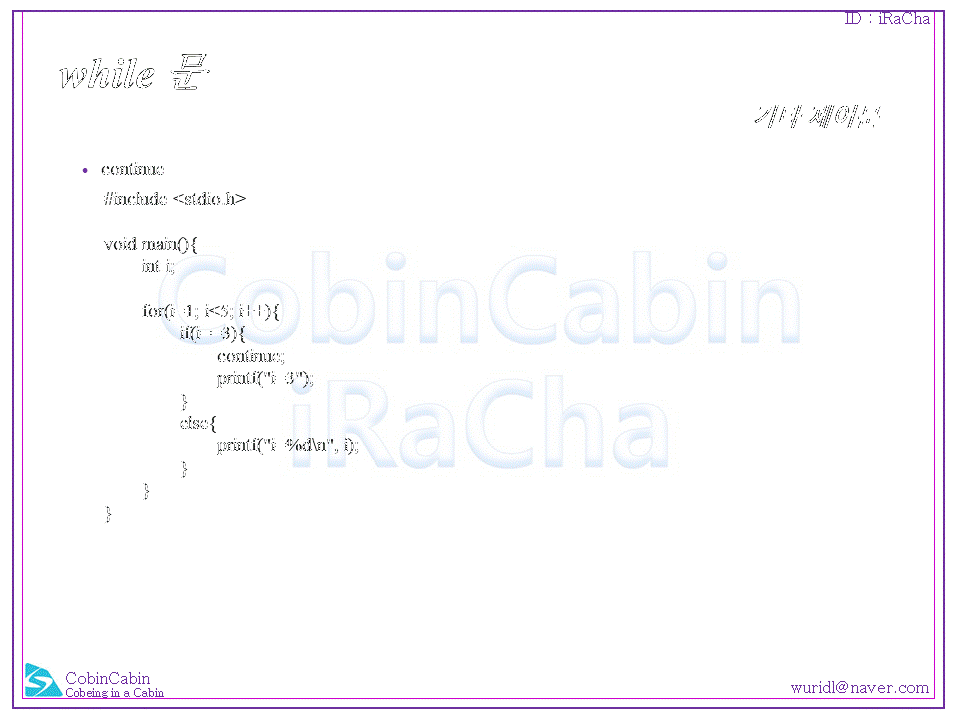 ID : iRaCha
while 문
기타 제어문
• continue
#include <stdio.h>
void main(){
int i;
for(i=1; i<5; i++){
if(i==3){
continue;
printf("i=3");
}
else{
printf("i=%d\n", i);
}
}
}
CobinCabin
iRaCha
CobinCabin
Cobeing in a Cabin
wuridl@naver.com